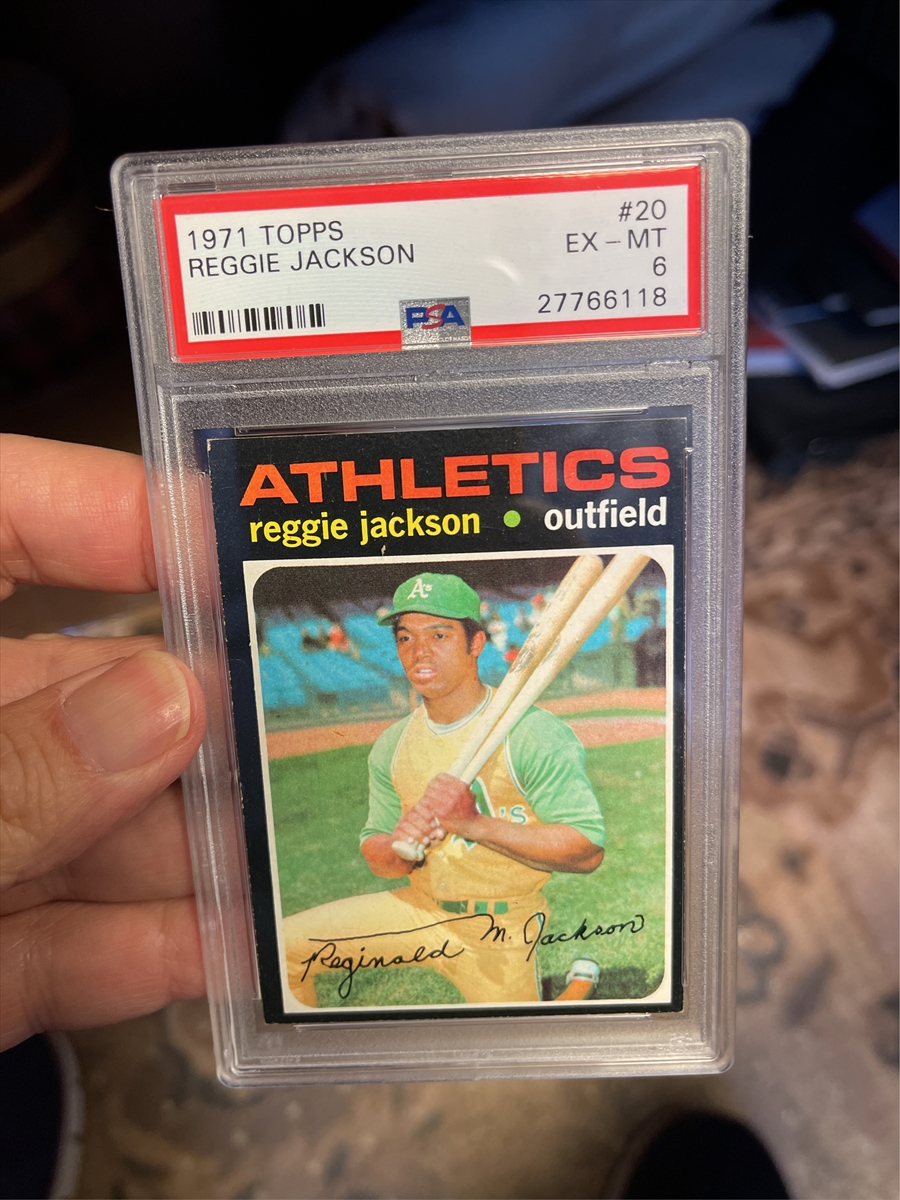 1971 TOPPS #20
REGGIE JACKSON EX - MT
6
27766118
PSA
ATHLETICS
reggie jackson • outfield
A's
Reginald M. Jackson